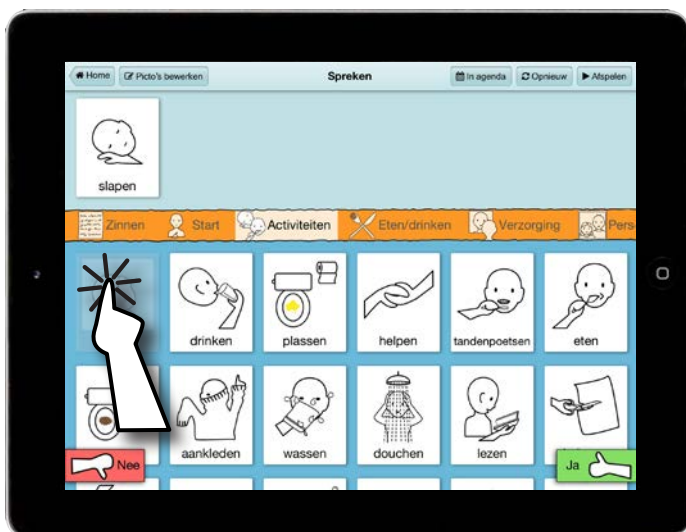 Home Picto's bewerken Spreken In agenda Opnieuw Afspelen
slapen
Zinnen Start Activiteiten Eten/drinken Verzorging Pers
drinken plassen helpen tandenpoetsen eten
aankleden wassen douchen lezen
Nee Ja